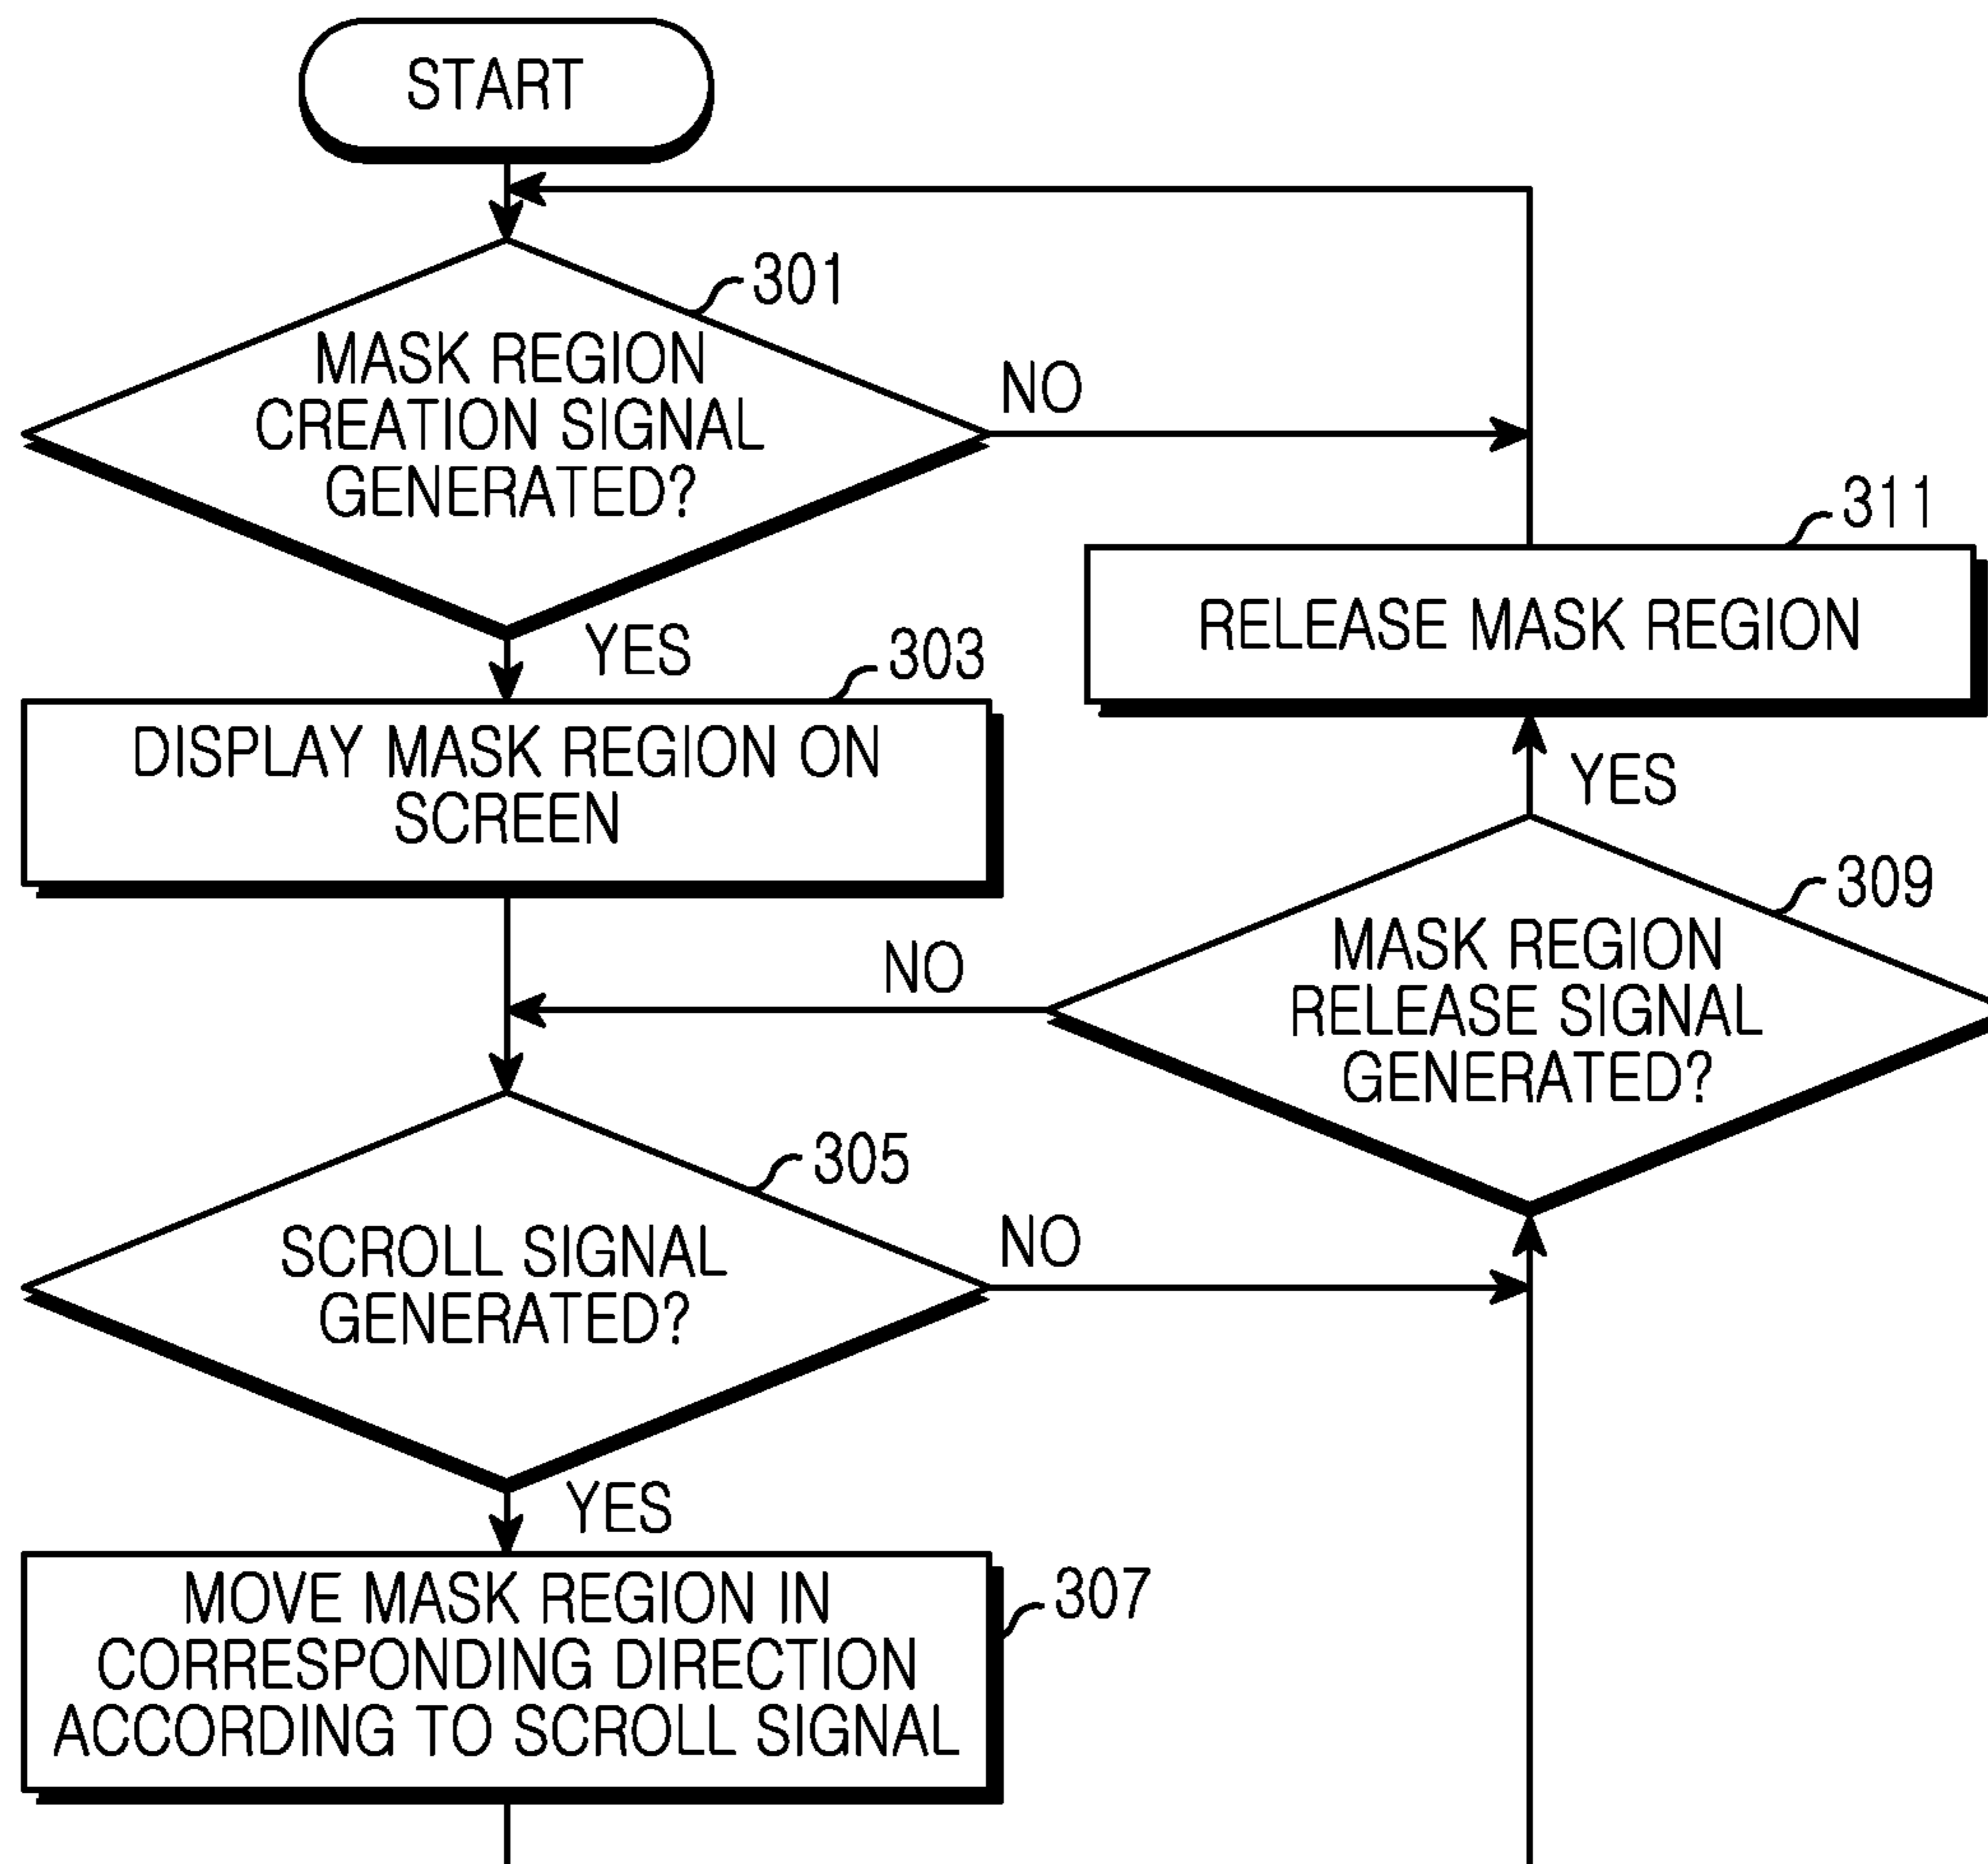 START
301
MASK REGION
CREATION SIGNAL
GENERATED?
NO
YES
303
DISPLAY MASK REGION ON
SCREEN
305
SCROLL SIGNAL
GENERATED?
NO
YES
307
MOVE MASK REGION IN
CORRESPONDING DIRECTION
ACCORDING TO SCROLL SIGNAL
309
MASK REGION
RELEASE SIGNAL
GENERATED?
NO
YES
311
RELEASE MASK REGION